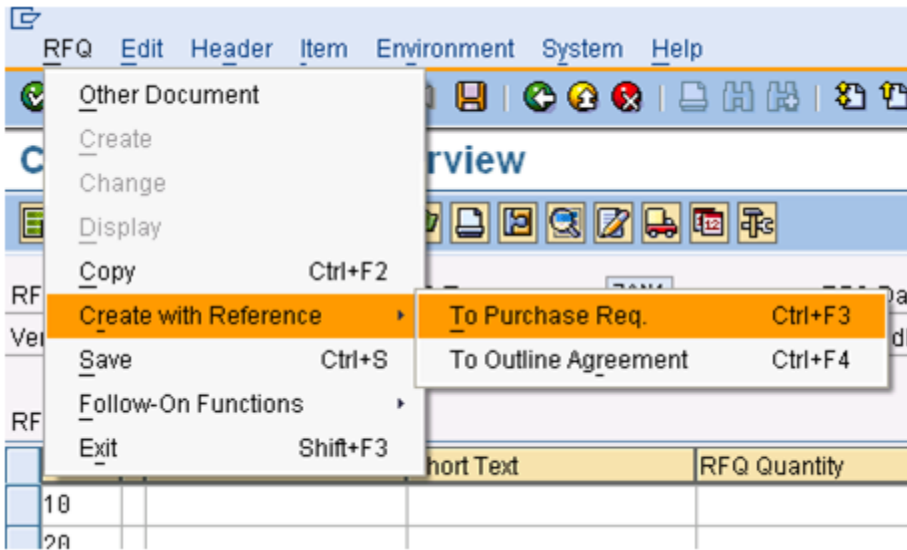 RFQ Edit Header Item Environment System Help
Other Document
Create
Change
Display
Copy Ctrl+F2
Create with Reference
To Purchase Req. Ctrl+F3
To Outline Agreement Ctrl+F4
Save Ctrl+S
Follow-On Functions
Exit Shift+F3
C
rview
12
RF
Da
Ve
RF
hort Text RFQ Quantity
10
20